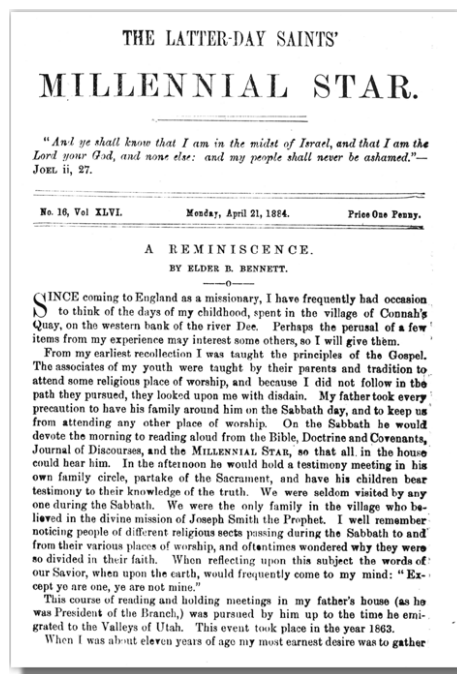 THE LATTER-DAY SAINTS'
MILLENNIAL STAR.
"And ye shall know that I am in the midst of Israel, and that I am the
Lord your God, and none else: and my people shall never be ashamed."—
JOEL ii, 27.
No. 16, Vol XLVI. Monday, April 21, 1884. Price One Penny.
A REMINISCENCE.
BY ELDER B. BENNETT.
——o——
SINCE coming to England as a missionary, I have frequently had occasion
to think of the days of my childhood, spent in the village of Connah's
Quay, on the western bank of the river Dee. Perhaps the perusal of a few
items from my experience may interest some others, so I will give them.
From my earliest recollection I was taught the principles of the Gospel.
The associates of my youth were taught by their parents and tradition to
attend some religious place of worship, and because I did not follow in the
path they pursued, they looked upon me with disdain. My father took every
precaution to have his family around him on the Sabbath day, and to keep us
from attending any other place of worship. On the Sabbath he would
devote the morning to reading aloud from the Bible, Doctrine and Covenants,
Journal of Discourses, and the MILLENNIAL STAR, so that all in the house
could hear him. In the afternoon he would hold a testimony meeting in his
own family circle, partake of the Sacrament, and have his children bear
testimony to their knowledge of the truth. We were seldom visited by any
one during the Sabbath. We were the only family in the village who be-
lieved in the divine mission of Joseph Smith the Prophet. I well remember
noticing people of different religious sects passing during the Sabbath to and
from their various places of worship, and oftentimes wondered why they were
so divided in their faith. When reflecting upon this subject the words of
our Savior, when upon the earth, would frequently come to my mind: "Ex-
cept ye are one, ye are not mine."
This course of reading and holding meetings in my father's house (as he
was President of the Branch,) was pursued by him up to the time he emi-
grated to the Valleys of Utah. This event took place in the year 1863.
When I was about eleven years of age my most earnest desire was to gather